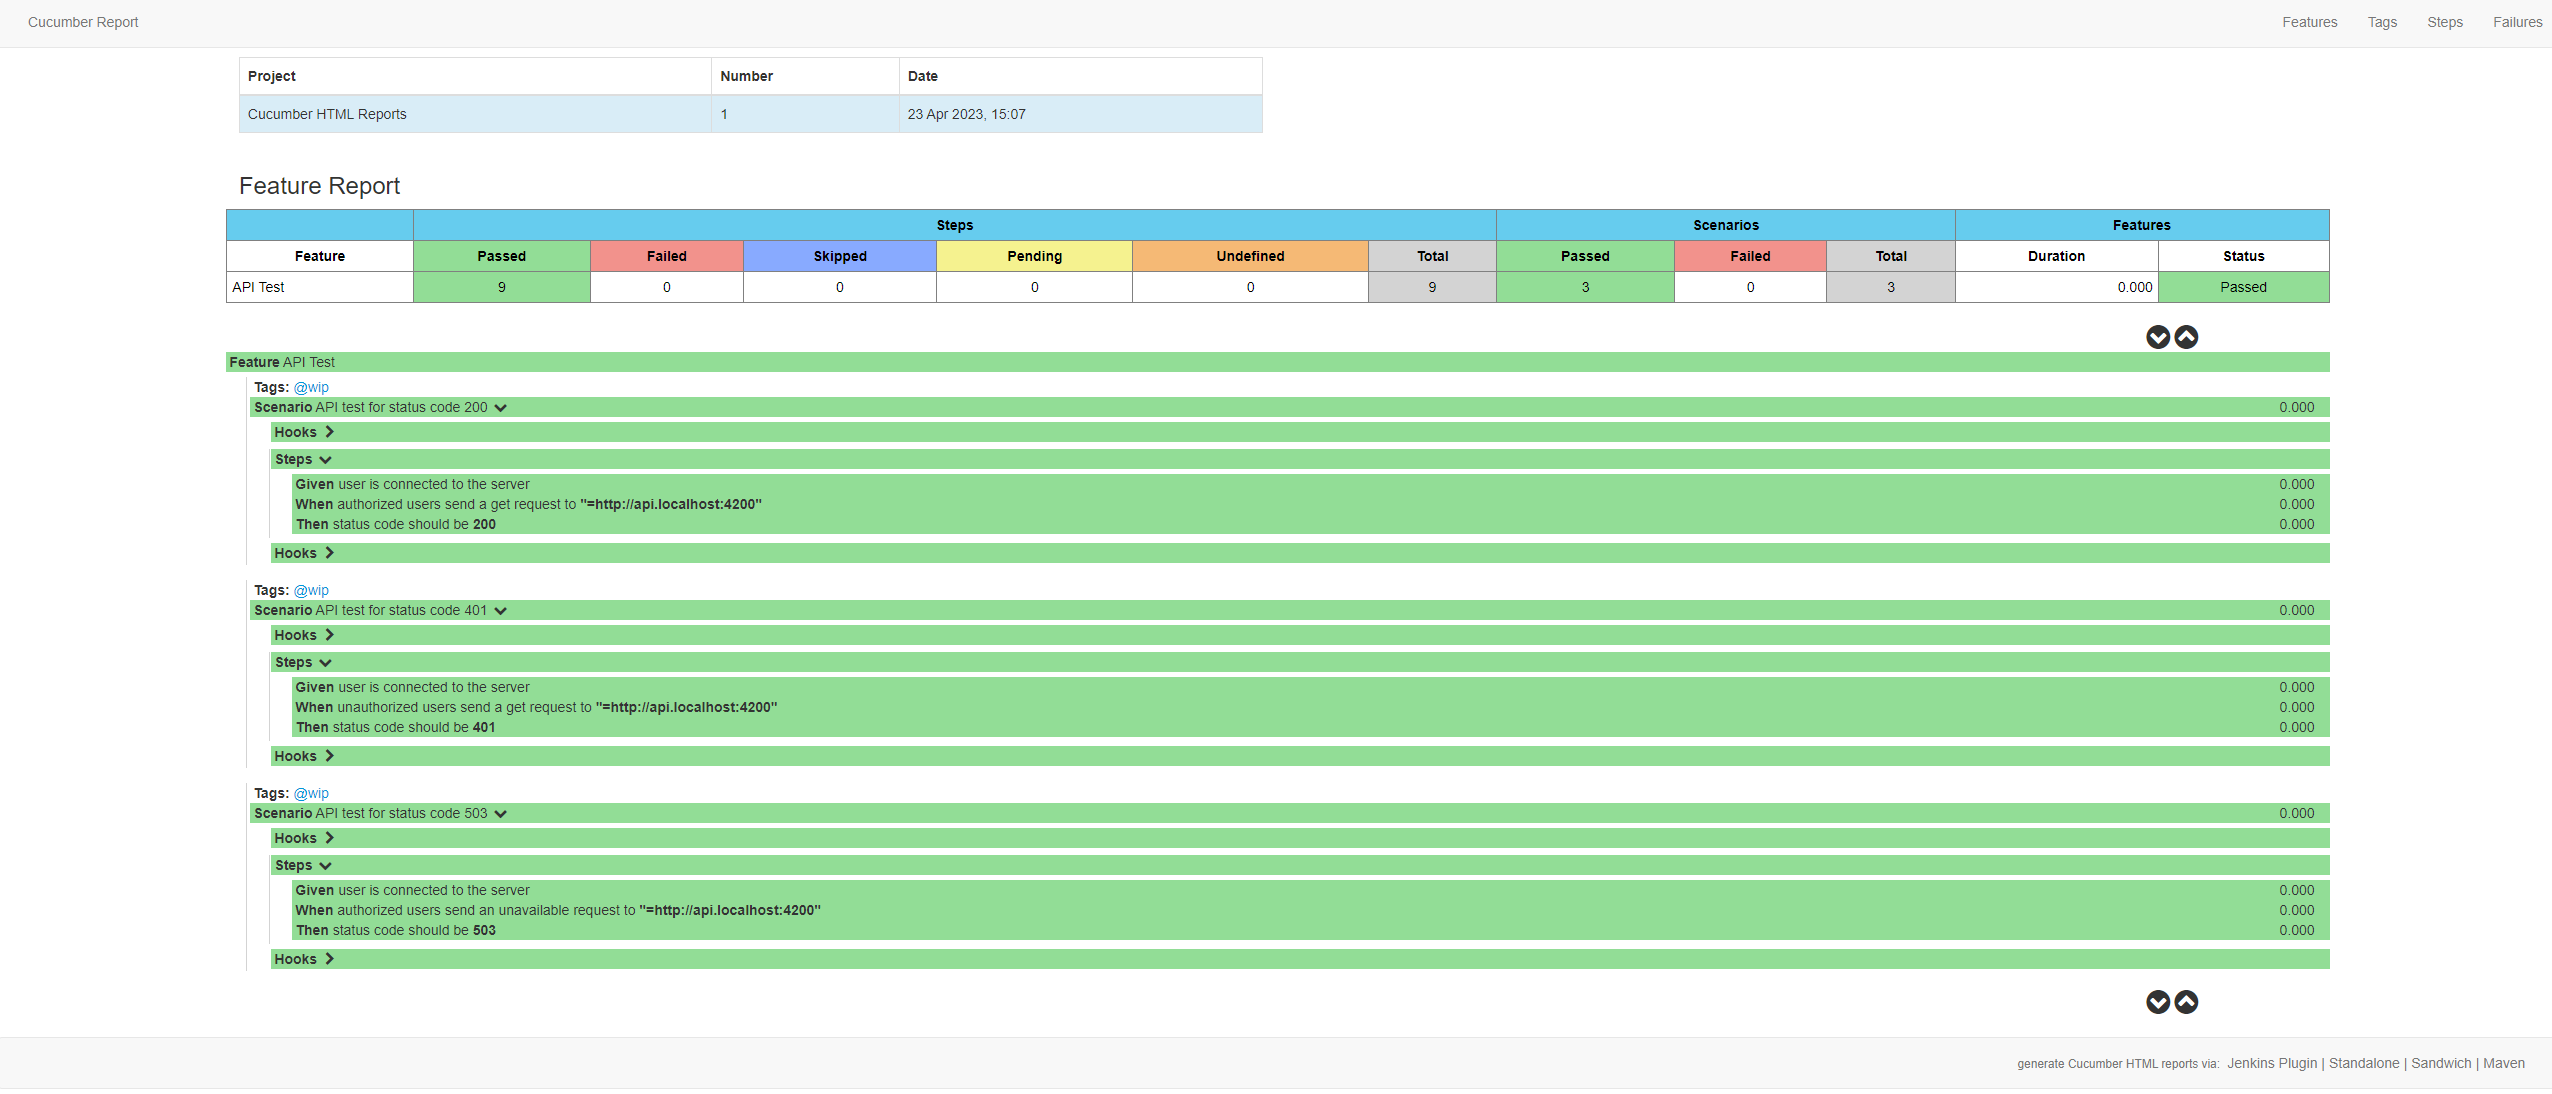 Cucumber Report Features Tags Steps Failures
Project Number Date
Cucumber HTML Reports 1 23 Apr 2023, 15:07
Feature Report
Steps Scenarios Features
Feature Passed Failed Skipped Pending Undefined Total Passed Failed Total Duration Status
API Test 9 0 0 0 0 9 3 0 3 0.000 Passed
Feature API Test
Tags: @wip
Scenario API test for status code 200 0.000
Hooks
Steps
Given user is connected to the server 0.000
When authorized users send a get request to "=http://api.localhost:4200" 0.000
Then status code should be 200 0.000
Hooks
Tags: @wip
Scenario API test for status code 401 0.000
Hooks
Steps
Given user is connected to the server 0.000
When unauthorized users send a get request to "=http://api.localhost:4200" 0.000
Then status code should be 401 0.000
Hooks
Tags: @wip
Scenario API test for status code 503 0.000
Hooks
Steps
Given user is connected to the server 0.000
When authorized users send an unavailable request to "=http://api.localhost:4200" 0.000
Then status code should be 503 0.000
Hooks
generate Cucumber HTML reports via: Jenkins Plugin | Standalone | Sandwich | Maven